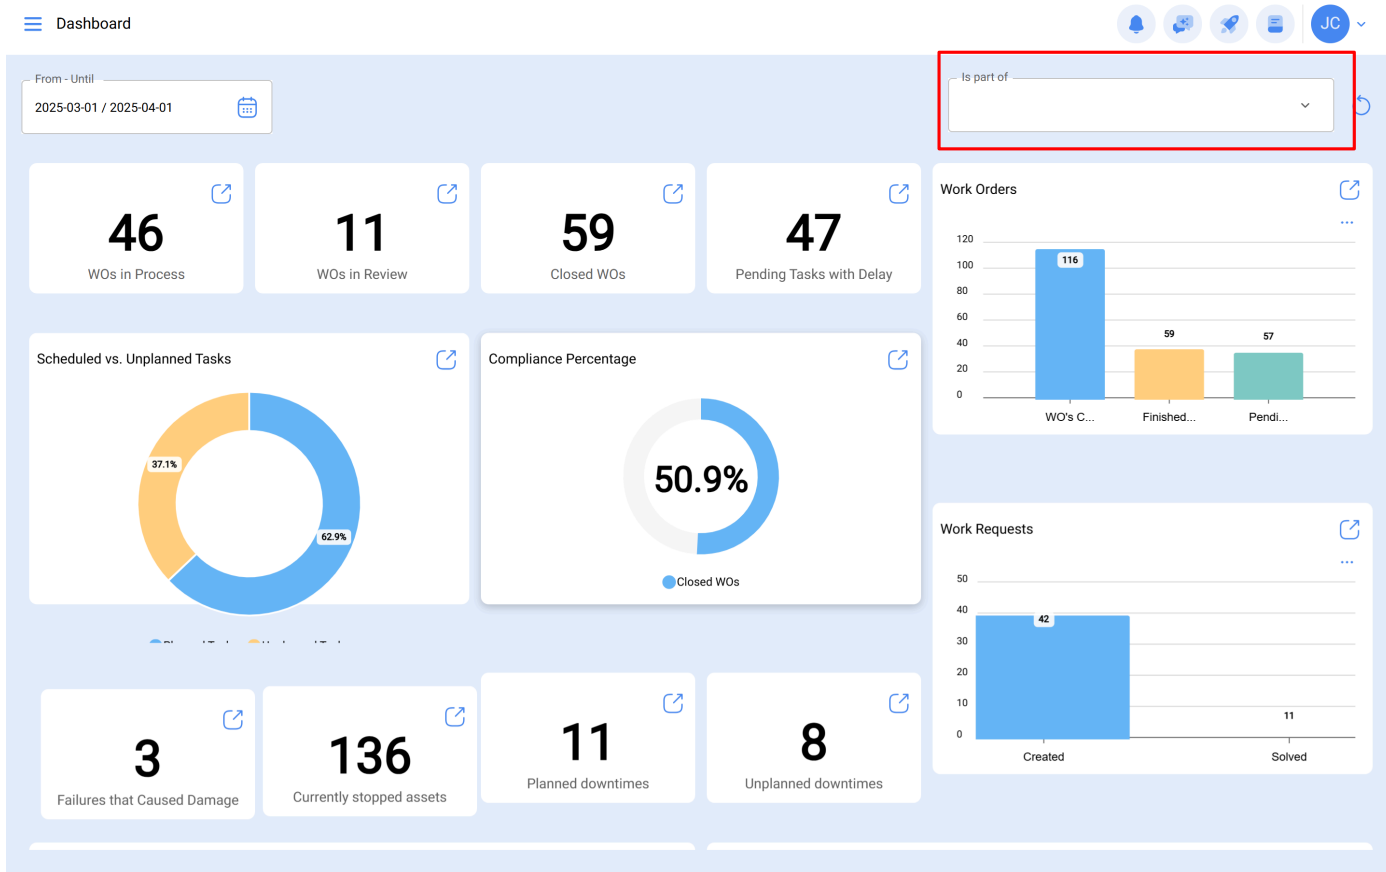 Dashboard
JC
From - Until
2025-03-01 / 2025-04-01
Is part of
46
WOs in Process
11
WOs in Review
59
Closed WOs
47
Pending Tasks with Delay
Work Orders
120
100
80
60
40
20
0
116
59
57
WO's C...
Finished...
Pendi...
Scheduled vs. Unplanned Tasks
37.1%
62.9%
Compliance Percentage
50.9%
Closed WOs
Work Requests
50
40
30
20
10
0
42
11
Created
Solved
3
Failures that Caused Damage
136
Currently stopped assets
11
Planned downtimes
8
Unplanned downtimes